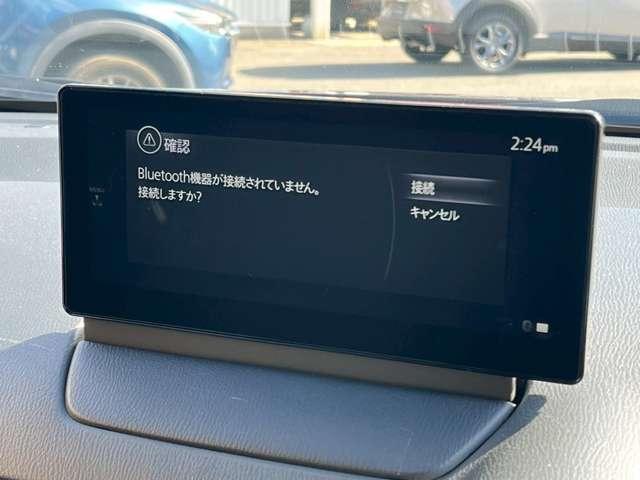 確認
2:24pm
Bluetooth機器が接続されていません。
接続しますか?
接続
キャンセル
MENU